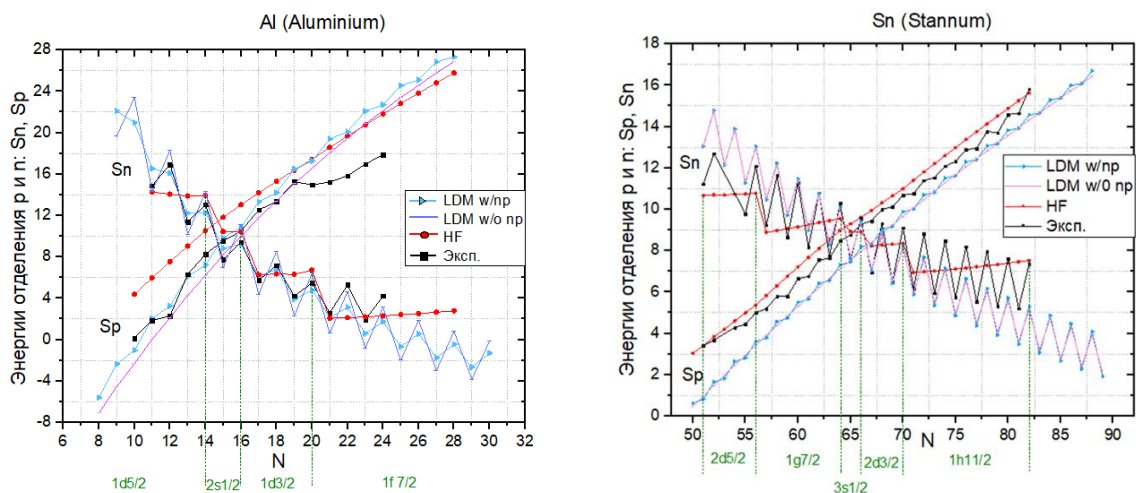 Al (Aluminium)
Энергии отделения p и n: Sn, Sp
28
24
20
16
12
8
4
0
-4
-8
Sn
Sp
LDM w/np
LDM w/o np
HF
Эксп.
6 8 10 12 14 16 18 20 22 24 26 28 30 32
N
1d5/2 2s1/2 1d3/2 1f 7/2
Sn (Stannum)
Энергии отделения p и n: Sp, Sn
18
16
14
12
10
8
6
4
2
0
Sn
Sp
LDM w/np
LDM w/0 np
HF
Эксп.
50 55 60 65 70 75 80 85 90
N
2d5/2 1g7/2 2d3/2 1h11/2
3s1/2